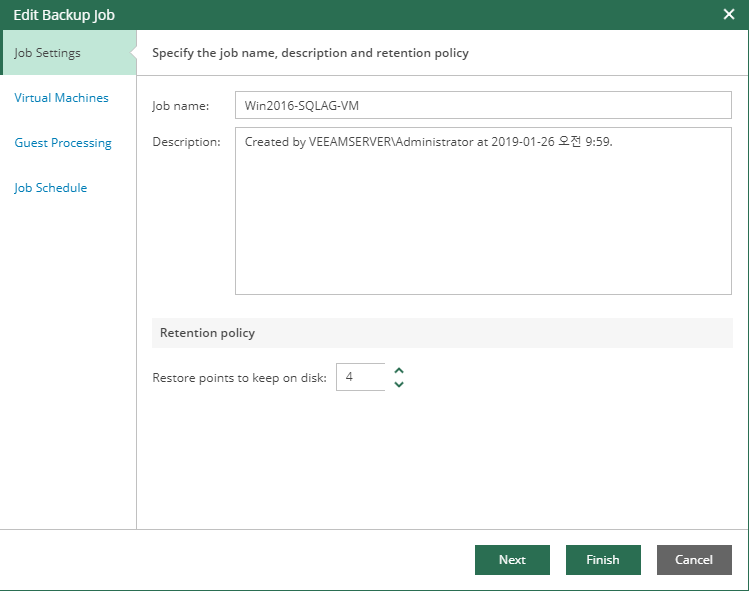 Edit Backup Job
Job Settings
Virtual Machines
Guest Processing
Job Schedule
Specify the job name, description and retention policy
Job name: Win2016-SQLAG-VM
Description: Created by VEEAMSERVER\Administrator at 2019-01-26 오전 9:59.
Retention policy
Restore points to keep on disk: 4
Next Finish Cancel